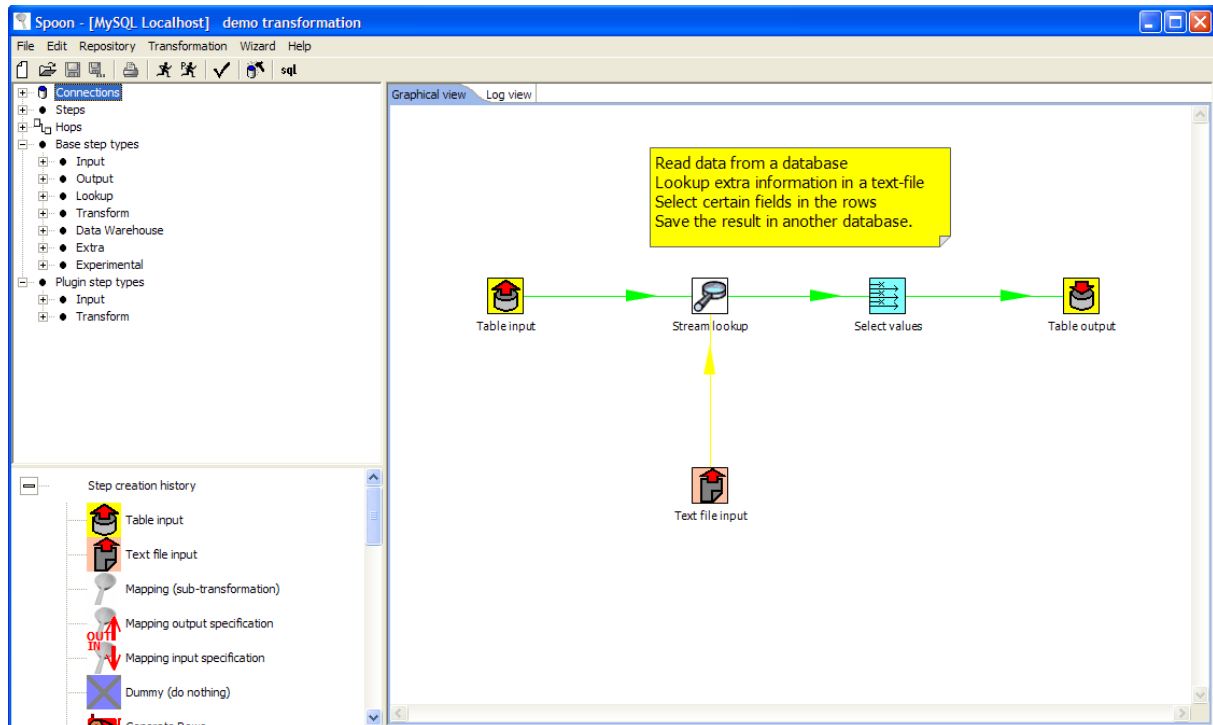 Spoon - [MySQL Localhost] demo transformation
File Edit Repository Transformation Wizard Help
sql
Connections
Steps
Hops
Base step types
Input
Output
Lookup
Transform
Data Warehouse
Extra
Experimental
Plugin step types
Input
Transform
Step creation history
Table input
Text file input
Mapping (sub-transformation)
OUT
Mapping output specification
IN
Mapping input specification
Dummy (do nothing)
Generate Rows
Graphical view Log view
Read data from a database
Lookup extra information in a text-file
Select certain fields in the rows
Save the result in another database.
Table input Stream lookup Select values Table output
Text file input